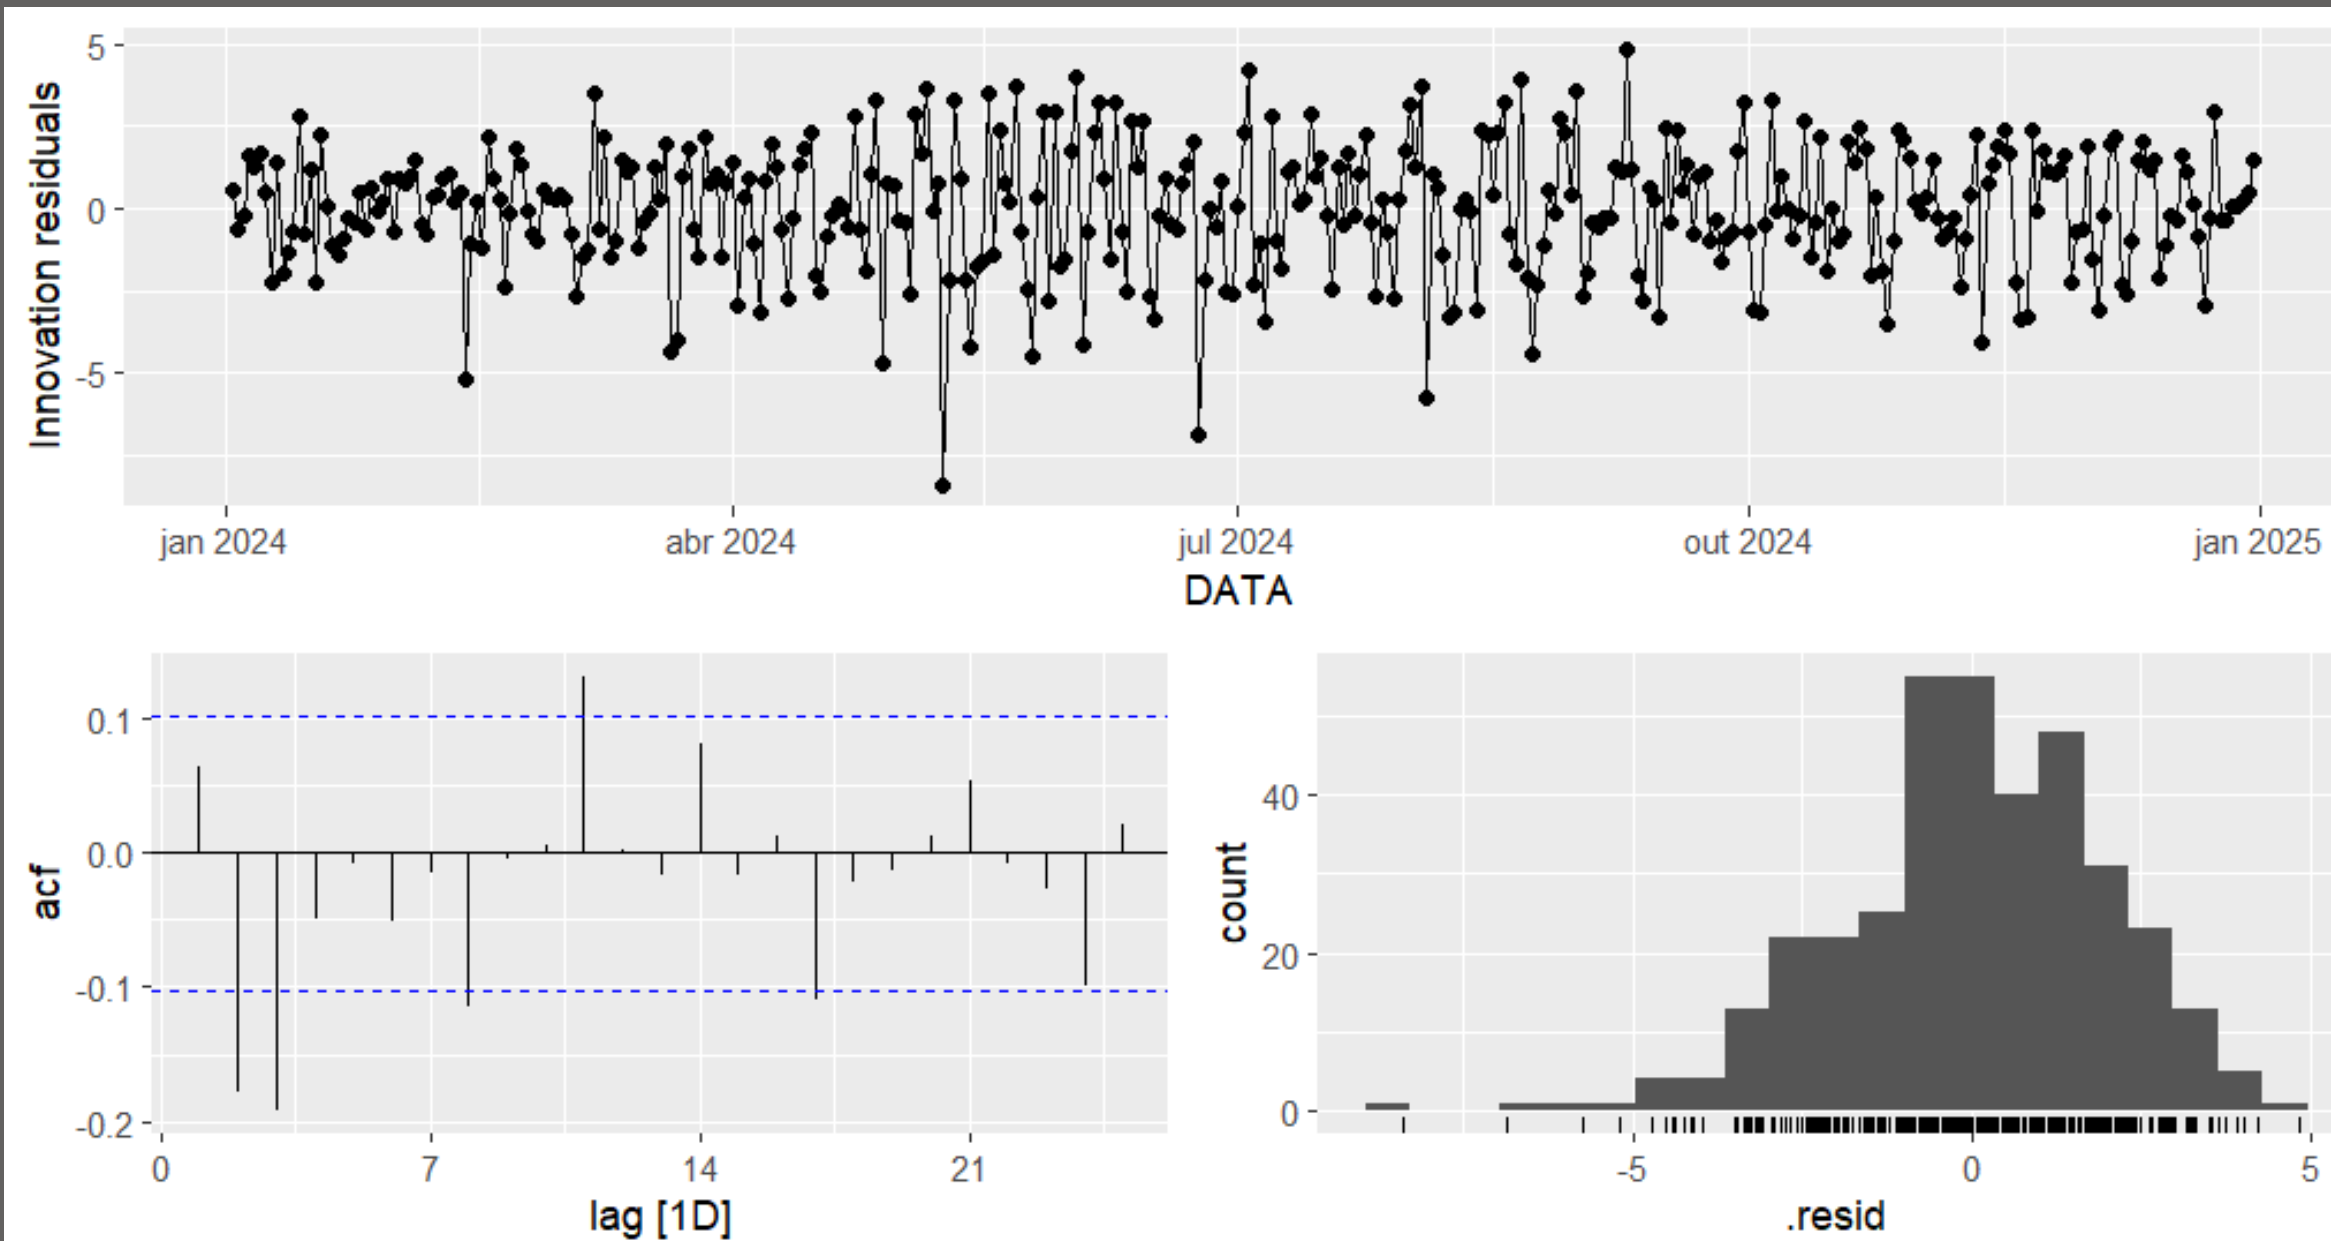 Innovation residuals
5
0
-5
jan 2024 abr 2024 jul 2024 out 2024 jan 2025
DATA
acf
0.1
0.0
-0.1
-0.2
0 7 14 21
lag [1D]
count
40
20
0
-5 0 5
.resid